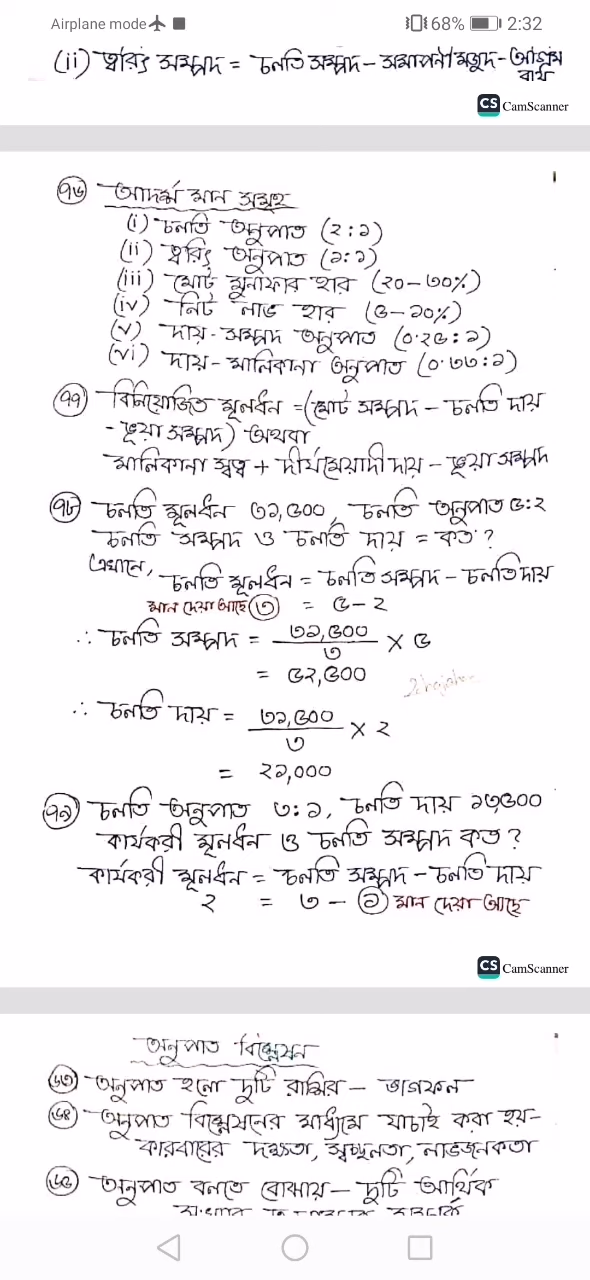 Airplane mode 68% 2:32
(ii) ত্বরিৎ সম্পদ = চলতি সম্পদ - সমাপনী মজুদ - অগ্রিম
ব্যয়
CS CamScanner
৭৬ আদর্শ মান সমূহ
(i) চলতি অনুপাত (২:১)
(ii) ত্বরিৎ অনুপাত (১:১)
(iii) মোট মুনাফার হার (২০-৩০%)
(iv) নিট লাভ হার (৫-১০%)
(v) দায়-সম্পদ অনুপাত (০.২৫:১)
(vi) দায়-মালিকানা অনুপাত (০.৩৩:১)
৭৭ বিনিয়োজিত মূলধন = (মোট সম্পদ - চলতি দায়
- ভূয়া সম্পদ) অথবা
মালিকানা স্বত্ব + দীর্ঘমেয়াদী দায় - ভূয়া সম্পদ
৭৮ চলতি মূলধন ৩১,৫০০, চলতি অনুপাত ৫:২
চলতি সম্পদ ও চলতি দায় = কত?
এখানে,
চলতি মূলধন = চলতি সম্পদ - চলতি দায়
মান দেয়া আছে ৩ = ৫-২
∴ চলতি সম্পদ = ৩১,৫০০/৩ × ৫
= ৫২,৫০০
∴ চলতি দায় = ৩১,৫০০/৩ × ২
= ২১,০০০
৭৯ চলতি অনুপাত ৩:১, চলতি দায় ১৭,৫০০
কার্যকরী মূলধন ও চলতি সম্পদ কত?
কার্যকরী মূলধন = চলতি সম্পদ - চলতি দায়
২ = ৩ - ১ মান দেয়া আছে
CS CamScanner
অনুপাত বিশ্লেষন
৬৩ অনুপাত হলো দুটি রাশির - ভাগফল
৬৪ অনুপাত বিশ্লেষনের মাধ্যমে যাচাই করা হয়-
কারবারের দক্ষতা, স্বচ্ছলতা, লাভজনকতা
৬৫ অনুপাত বলতে বোঝায় - দুটি আর্থিক